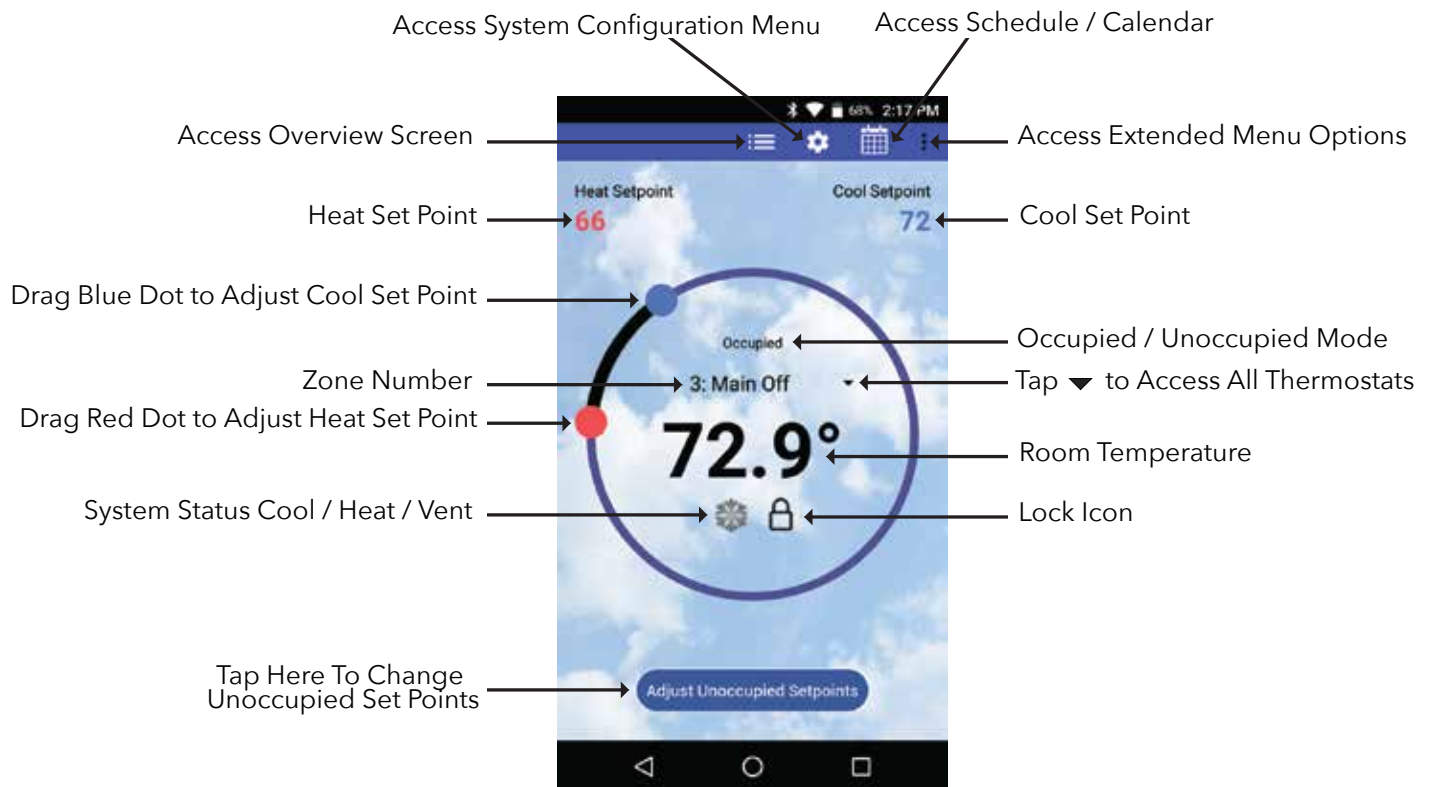 Access System Configuration Menu
Access Schedule / Calendar
68% 2:17 PM
Access Overview Screen
Access Extended Menu Options
Heat Setpoint
Cool Setpoint
Heat Set Point
66
72
Cool Set Point
Drag Blue Dot to Adjust Cool Set Point
Occupied
Occupied / Unoccupied Mode
Zone Number
3: Main Off
Tap ▼ to Access All Thermostats
Drag Red Dot to Adjust Heat Set Point
72.9°
Room Temperature
System Status Cool / Heat / Vent
Lock Icon
Tap Here To Change
Unoccupied Set Points
Adjust Unoccupied Setpoints